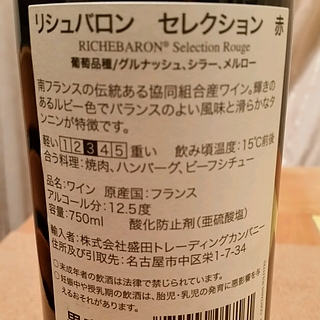 リシュバロン セレクション 赤
RICHEBARON® Selection Rouge
葡萄品種/グルナッシュ、シラー、メルロー
南フランスの伝統ある協同組合産ワイン。輝きの
あるルビー色でバランスのよい風味と滑らかなタ
ンニンが特徴です。
軽い 1 2 3 4 5 重い 飲み頃温度:15℃前後
合う料理:焼肉、ハンバーグ、ビーフシチュー
品名:ワイン 原産国:フランス
アルコール分:12.5度
容量:750ml 酸化防止剤(亜硫酸塩)
輸入者:株式会社盛田トレーディングカンパニー
住所及び引取先:名古屋市中区栄1-7-34
○未成年者の飲酒は法律で禁じられています。
○妊娠中や授乳期の飲酒は、胎児・乳児の発育に悪影響を与
えるおそれがあります。